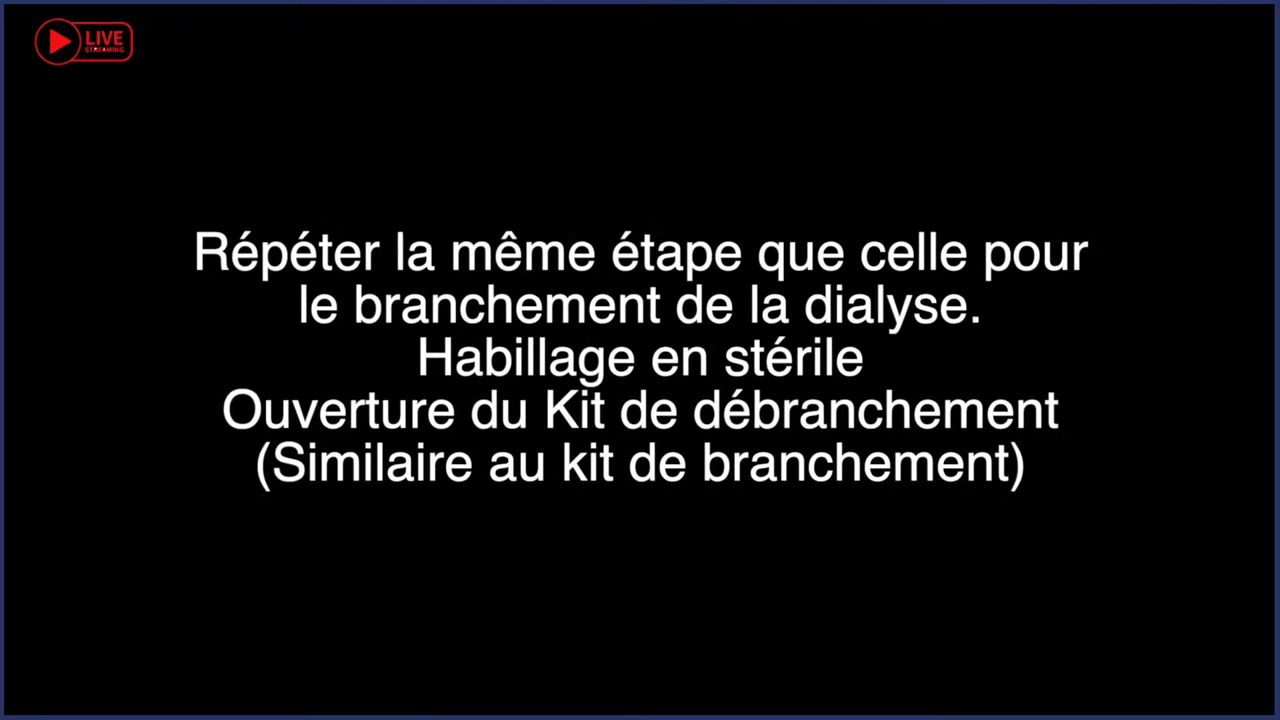 LIVE
STREAMING
Répéter la même étape que celle pour
le branchement de la dialyse.
Habillage en stérile
Ouverture du Kit de débranchement
(Similaire au kit de branchement)